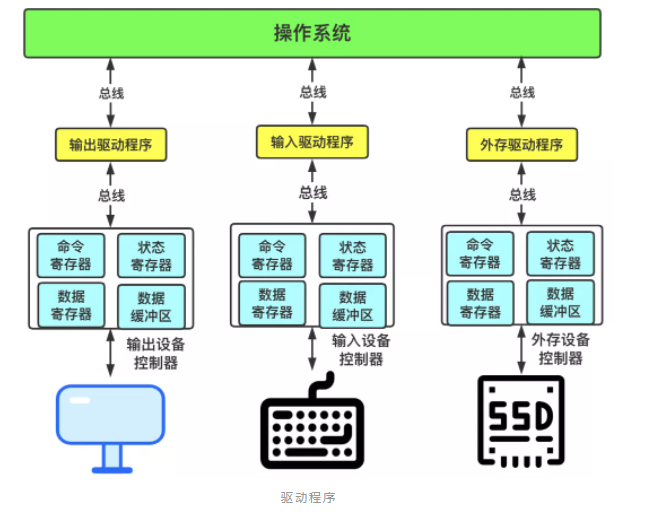 操作系统
总线
总线
总线
输出驱动程序
输入驱动程序
外存驱动程序
总线
总线
总线
命令
寄存器
状态
寄存器
数据
寄存器
数据
缓冲区
命令
寄存器
状态
寄存器
数据
寄存器
数据
缓冲区
命令
寄存器
状态
寄存器
数据
寄存器
数据
缓冲区
输出设备
控制器
输入设备
控制器
外存设备
控制器
SSD
驱动程序